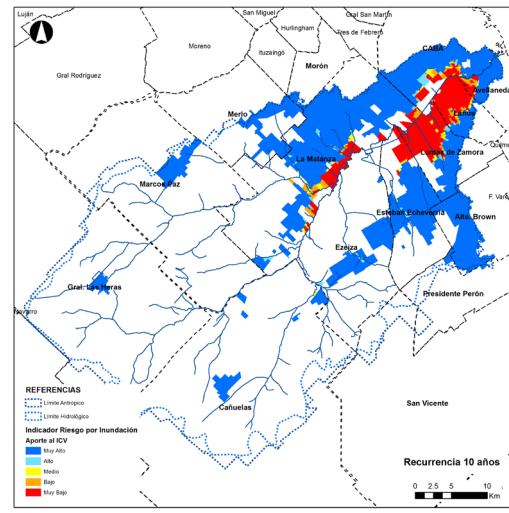 Luján
San Miguel
Gral San Martín
Hurlingham
Tres de Febrero
Moreno
Ituzaingó
CABA
Gral Rodríguez
Morón
Avellaneda
Merlo
Lanús
La Matanza
Lomas de Zamora
Marcos Paz
Esteban Echeverría
Alte. Brown
Ezeiza
Gral. Las Heras
Presidente Perón
Cañuelas
San Vicente
REFERENCIAS
Límite Antrópico
Límite Hidrológico
Indicador Riesgo por Inundación
Aporte al ICV
Muy Alto
Alto
Medio
Bajo
Muy Bajo
Recurrencia 10 años
0 2.5 5 10
Km